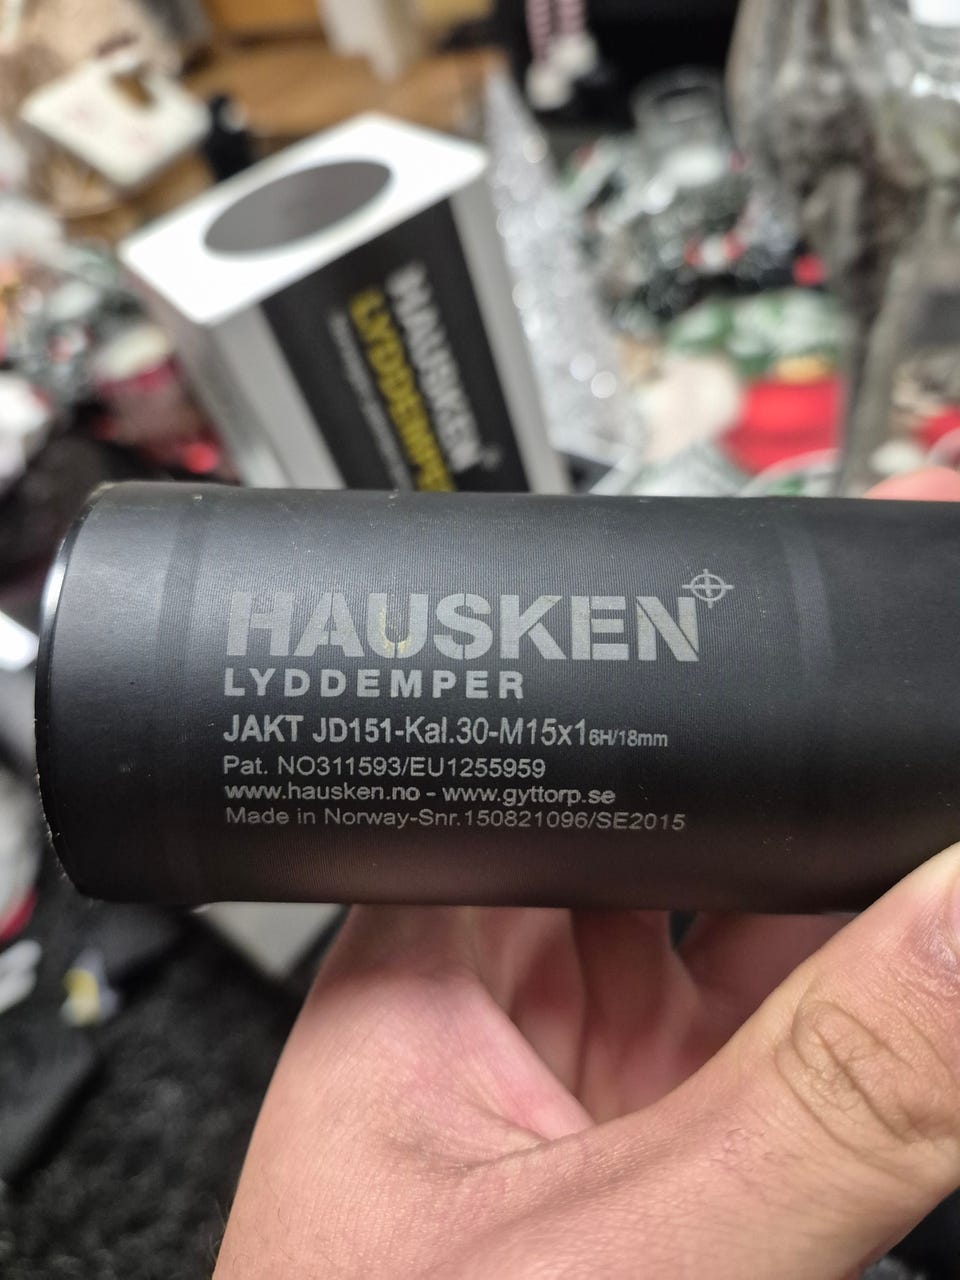 HAUSKEN
LYDDEMPER
HAUSKEN
LYDDEMPER
JAKT JD151-Kal.30-M15x1 6H/18mm
Pat. NO311593/EU1255959
www.hausken.no - www.gyttorp.se
Made in Norway-Snr.150821096/SE2015